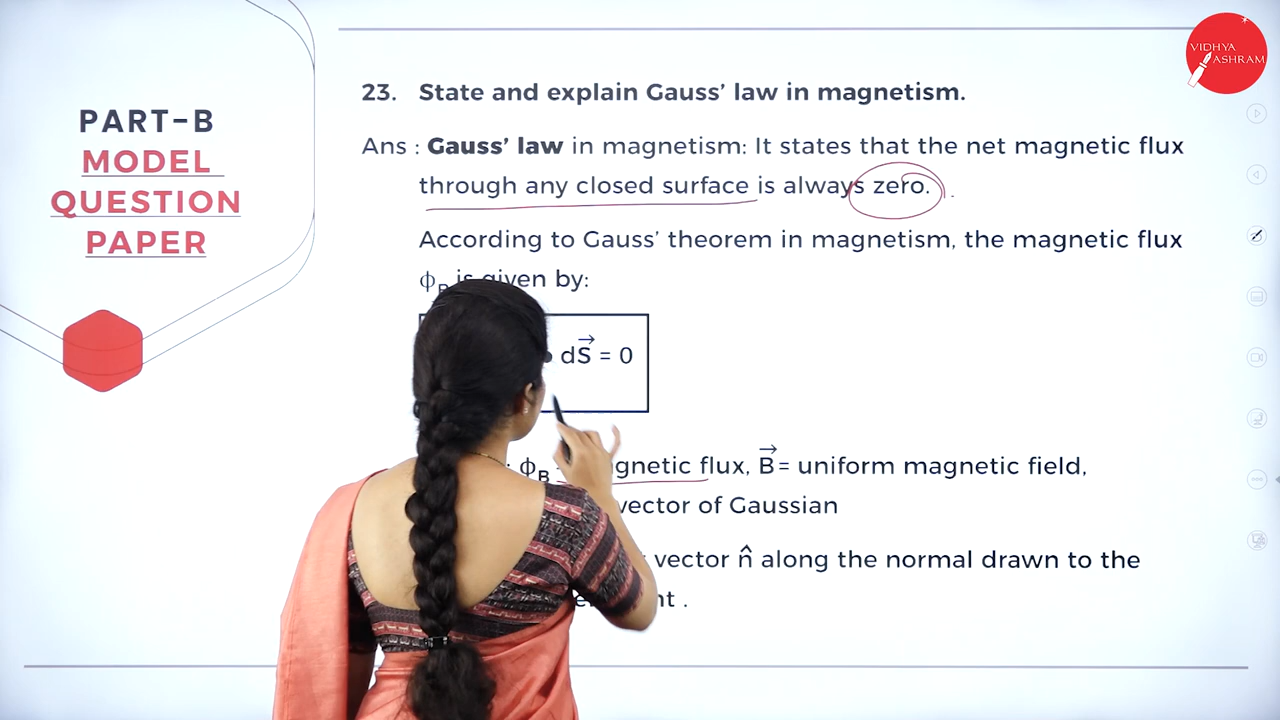 VIDHYA
ASHRAM
PART-B
MODEL
QUESTION
PAPER
23. State and explain Gauss' law in magnetism.
Ans : Gauss' law in magnetism: It states that the net magnetic flux
through any closed surface is always zero.
According to Gauss' theorem in magnetism, the magnetic flux
ϕB is given by:
• dS⃗ = 0
: ϕB flux, B⃗ = uniform magnetic field,
vector of Gaussian
vector n̂ along the normal drawn to the
.